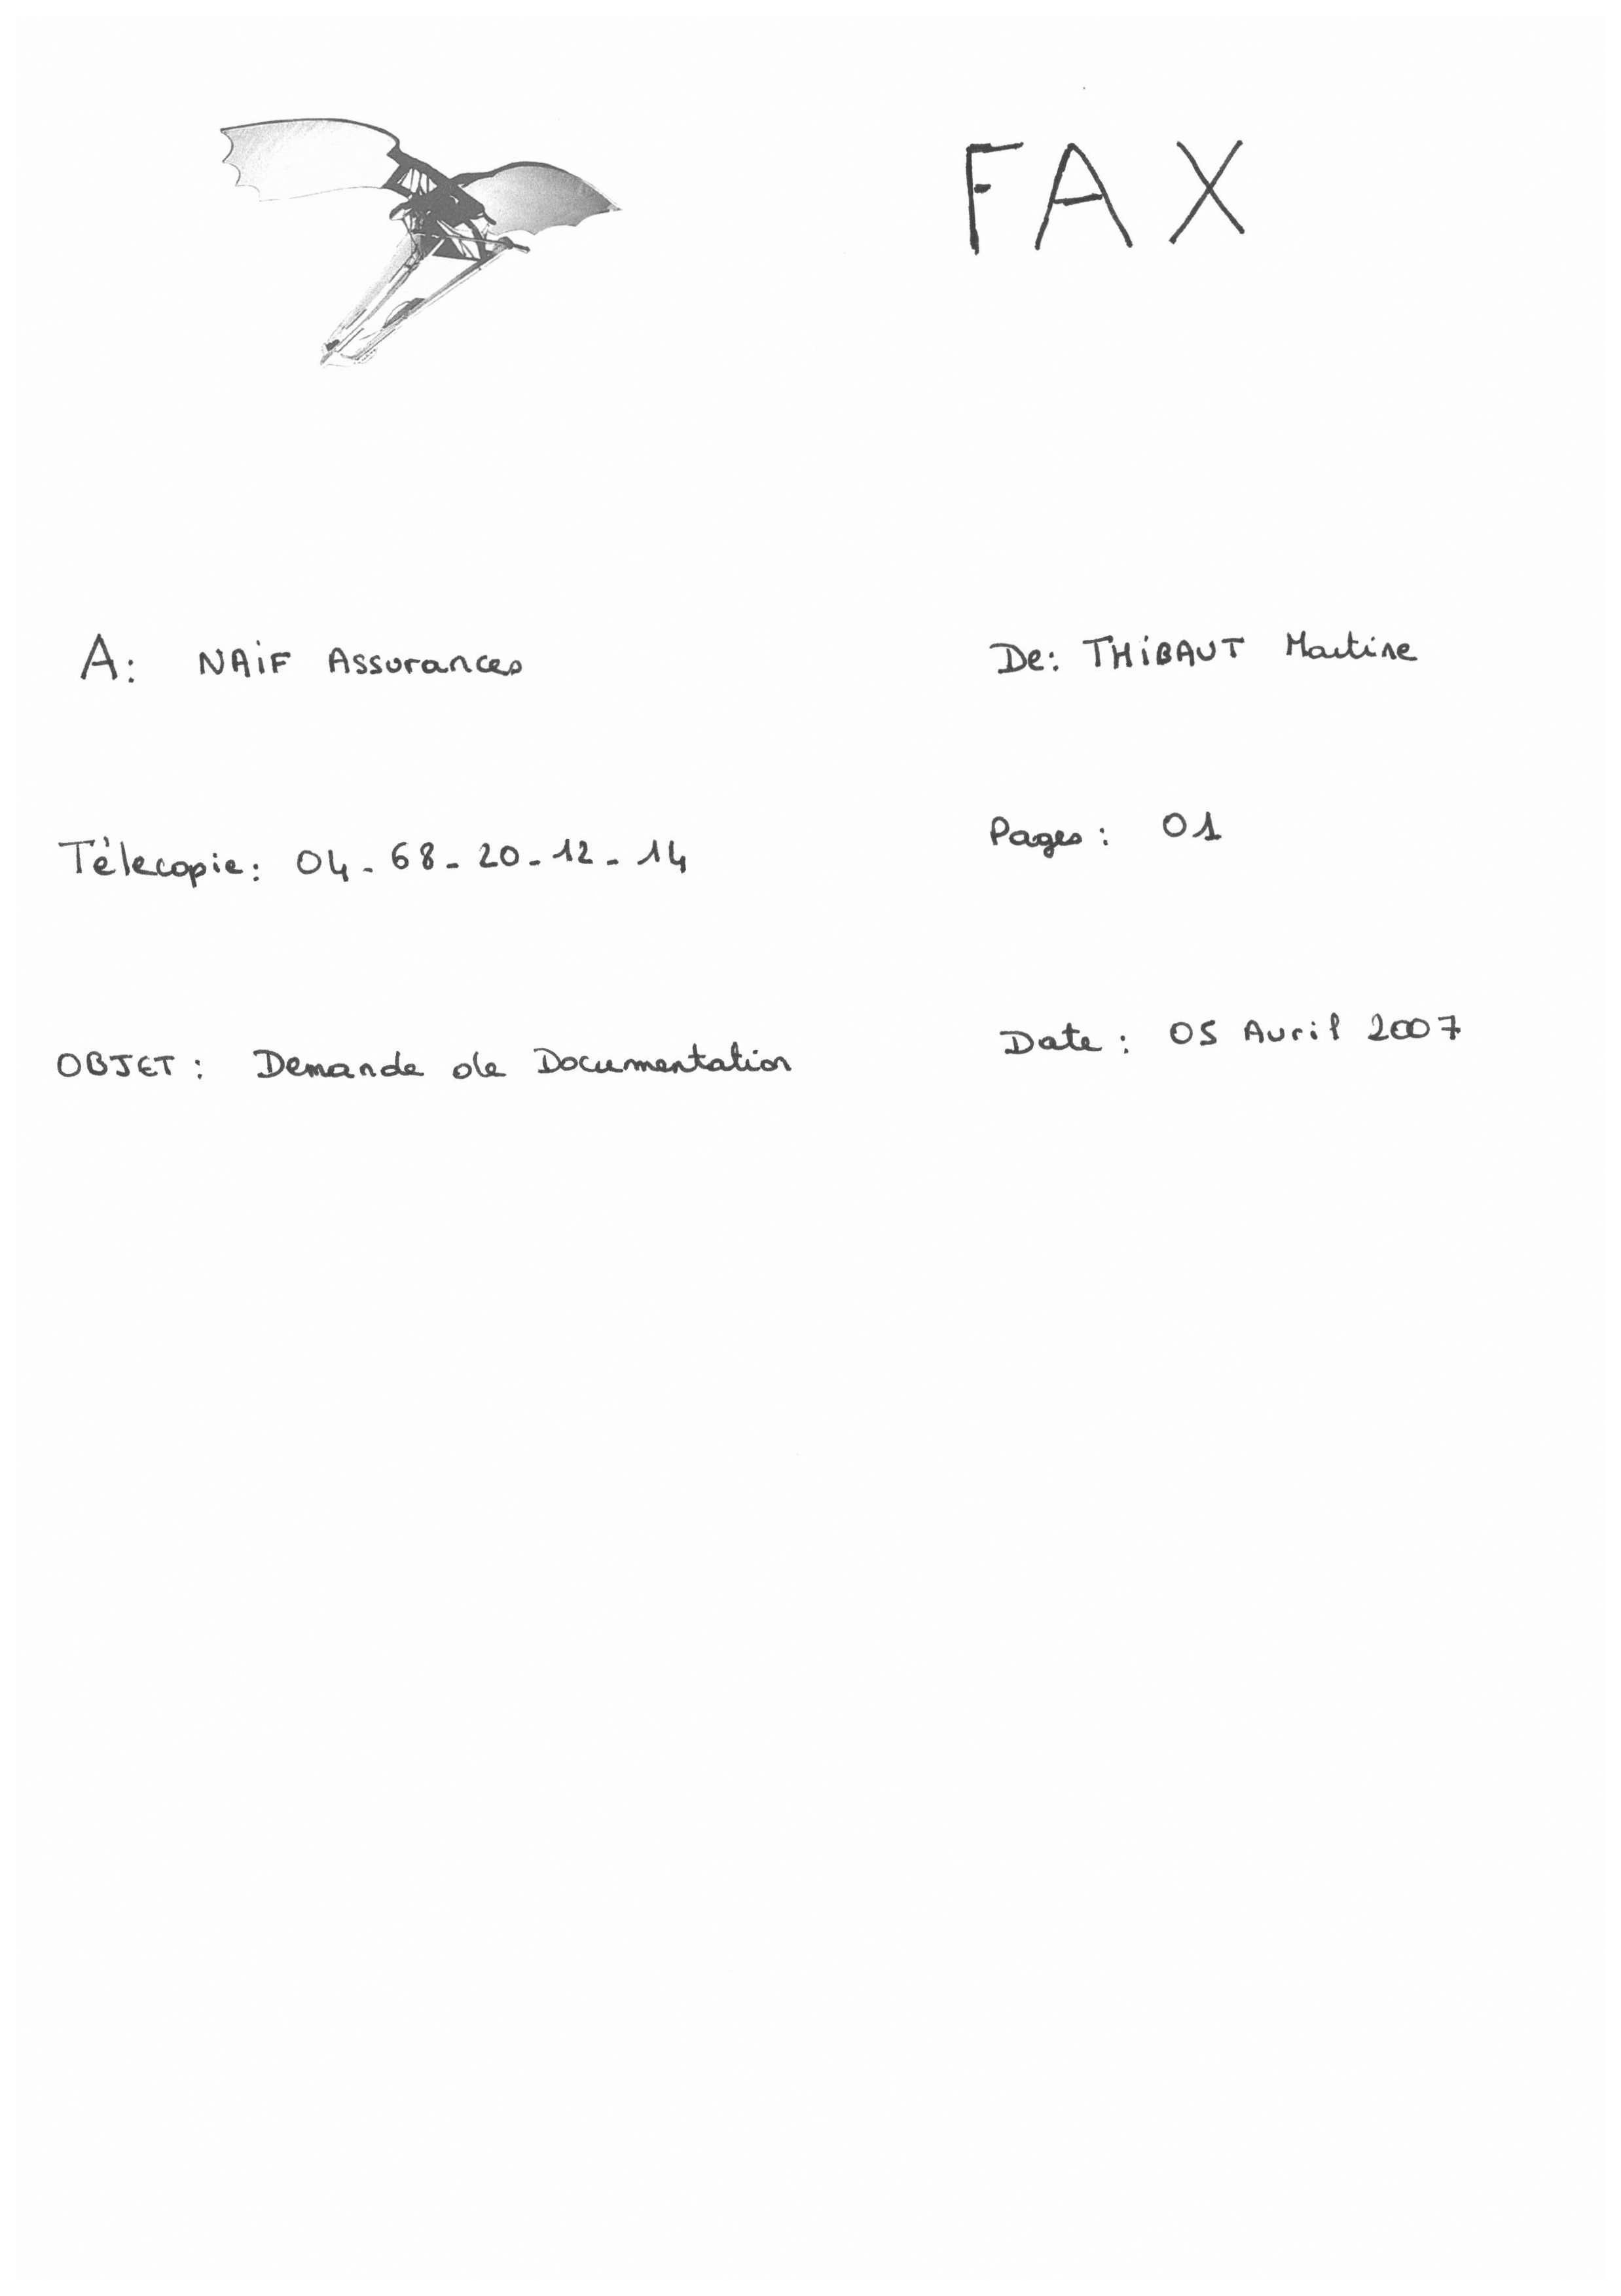 FAX
A: NAiF Assurances
De: THiBAUT Martine
Télecopie: 04-68-20-12-14
Pages: 01
OBJET: Demande de Documentation
Date: 05 Avril 2007